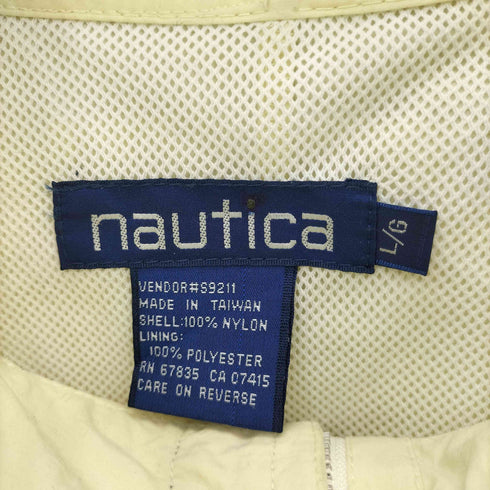 nautica
L/G
VENDOR#S9211
MADE IN TAIWAN
SHELL:100% NYLON
LINING:
100% POLYESTER
RN 67835 CA 07415
CARE ON REVERSE